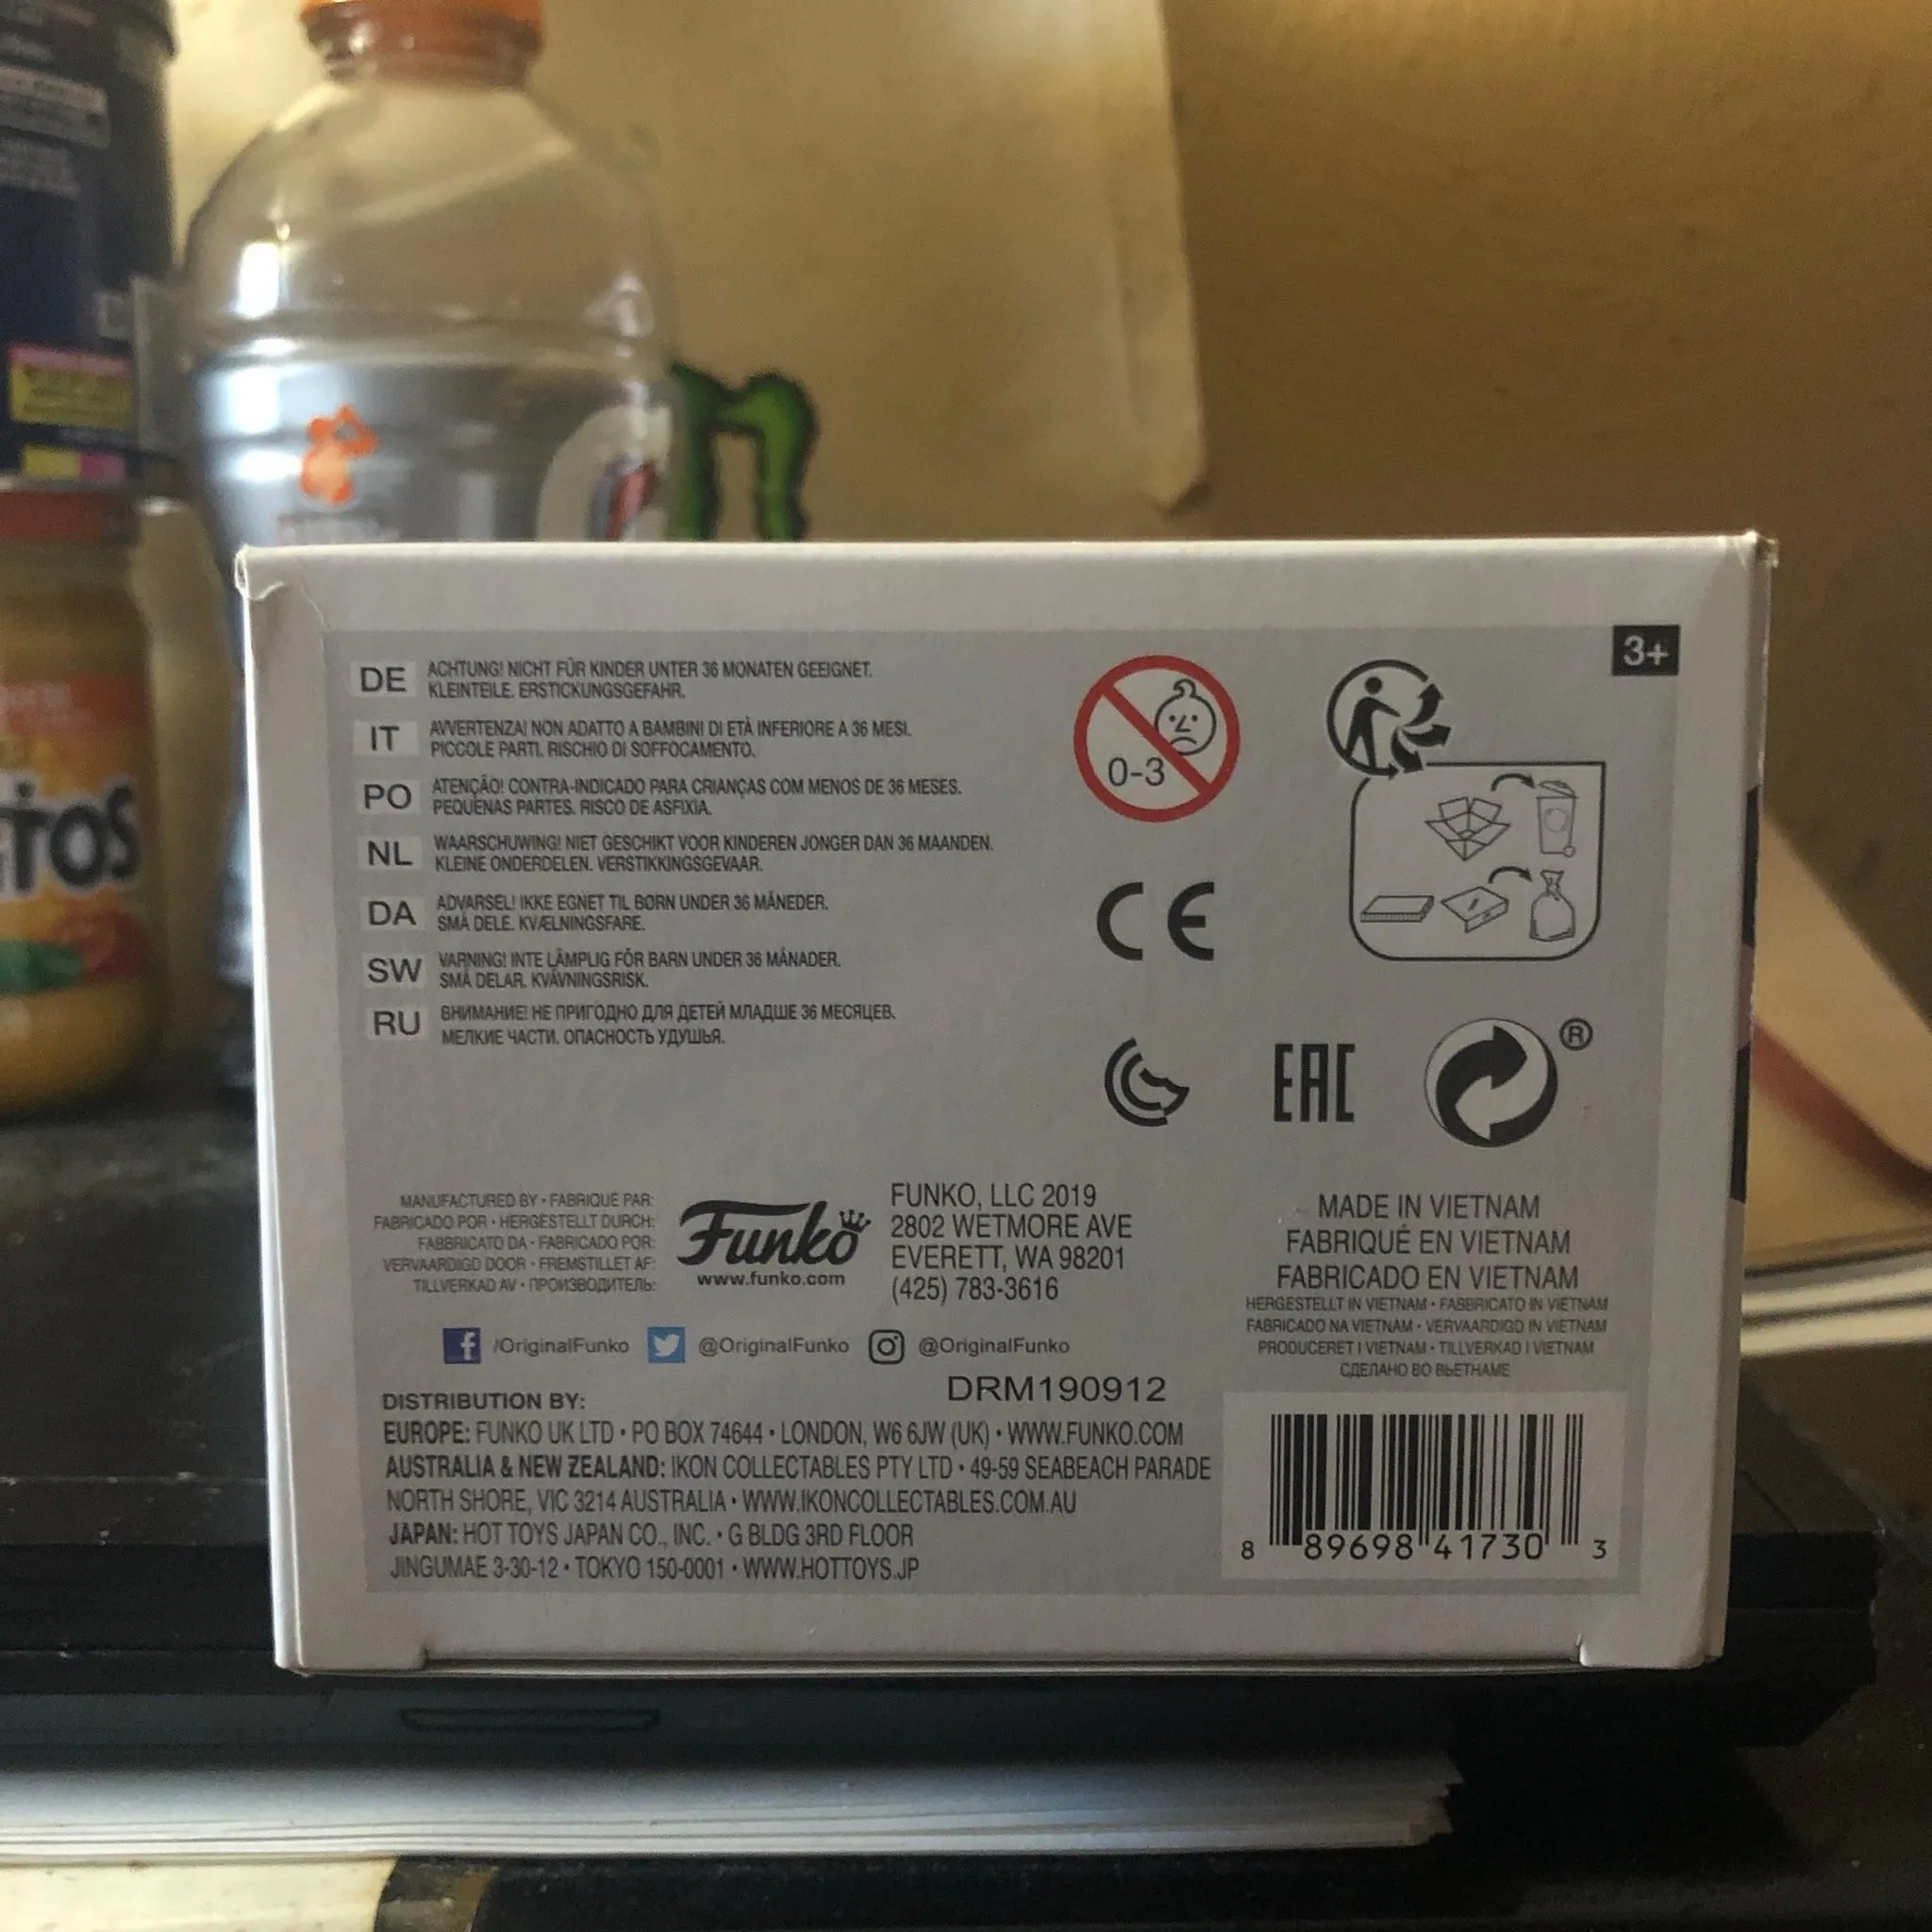 3+
DE
ACHTUNG! NICHT FÜR KINDER UNTER 36 MONATEN GEEIGNET.
KLEINTEILE. ERSTICKUNGSGEFAHR.
IT
AVVERTENZA! NON ADATTO A BAMBINI DI ETÀ INFERIORE A 36 MESI.
PICCOLE PARTI. RISCHIO DI SOFFOCAMENTO.
PO
ATENÇÃO! CONTRA-INDICADO PARA CRIANÇAS COM MENOS DE 36 MESES.
PEQUENAS PARTES. RISCO DE ASFIXIA.
NL
WAARSCHUWING! NIET GESCHIKT VOOR KINDEREN JONGER DAN 36 MAANDEN.
KLEINE ONDERDELEN. VERSTIKKINGSGEVAAR.
DA
ADVARSEL! IKKE EGNET TIL BØRN UNDER 36 MÅNEDER.
SMÅ DELE. KVÆLNINGSFARE.
SW
VARNING! INTE LÄMPLIG FÖR BARN UNDER 36 MÅNADER.
SMÅ DELAR. KVÄVNINGSRISK.
RU
ВНИМАНИЕ! НЕ ПРИГОДНО ДЛЯ ДЕТЕЙ МЛАДШЕ 36 МЕСЯЦЕВ.
МЕЛКИЕ ЧАСТИ. ОПАСНОСТЬ УДУШЬЯ.
0-3
CE
EAC
®
MANUFACTURED BY • FABRIQUÉ PAR:
FABRICADO POR • HERGESTELLT DURCH:
FABBRICATO DA • FABRICADO POR:
VERVAARDIGD DOOR • FREMSTILLET AF:
TILLVERKAD AV • ПРОИЗВОДИТЕЛЬ:
Funko
www.funko.com
FUNKO, LLC 2019
2802 WETMORE AVE
EVERETT, WA 98201
(425) 783-3616
MADE IN VIETNAM
FABRIQUÉ EN VIETNAM
FABRICADO EN VIETNAM
HERGESTELLT IN VIETNAM • FABBRICATO IN VIETNAM
FABRICADO NA VIETNAM • VERVAARDIGD IN VIETNAM
PRODUCERET I VIETNAM • TILLVERKAD I VIETNAM
СДЕЛАНО ВО ВЬЕТНАМЕ
/OriginalFunko @OriginalFunko @OriginalFunko
DRM190912
DISTRIBUTION BY:
EUROPE: FUNKO UK LTD • PO BOX 74644 • LONDON, W6 6JW (UK) • WWW.FUNKO.COM
AUSTRALIA & NEW ZEALAND: IKON COLLECTABLES PTY LTD • 49-59 SEABEACH PARADE
NORTH SHORE, VIC 3214 AUSTRALIA • WWW.IKONCOLLECTABLES.COM.AU
JAPAN: HOT TOYS JAPAN CO., INC. • G BLDG 3RD FLOOR
JINGUMAE 3-30-12 • TOKYO 150-0001 • WWW.HOTTOYS.JP
8 89698 41730 3